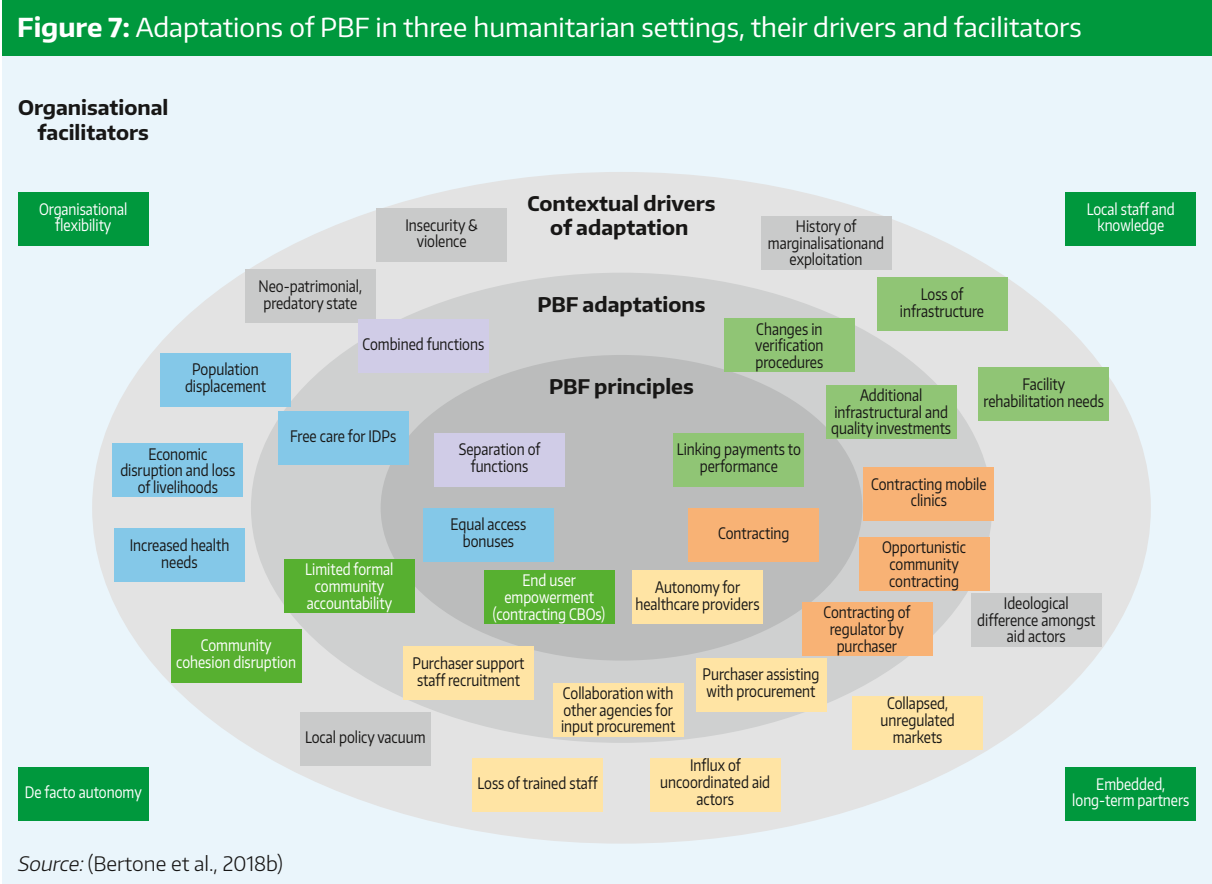 Figure 7: Adaptations of PBF in three humanitarian settings, their drivers and facilitators
Organisational
facilitators
Organisational
flexibility
Local staff and
knowledge
Contextual drivers
of adaptation
Insecurity &
violence
History of
marginalisationand
exploitation
Neo-patrimonial,
predatory state
Loss of
infrastructure
PBF adaptations
Combined functions
Changes in
verification
procedures
Population
displacement
Facility
rehabilitation needs
PBF principles
Additional
infrastructural and
quality investments
Free care for IDPs
Separation of
functions
Linking payments to
performance
Economic
disruption and loss
of livelihoods
Contracting mobile
clinics
Equal access
bonuses
Contracting
Increased health
needs
Opportunistic
community
contracting
Limited formal
community
accountability
End user
empowerment
(contracting CBOs)
Autonomy for
healthcare providers
Ideological
difference amongst
aid actors
Contracting of
regulator by
purchaser
Community
cohesion disruption
Purchaser support
staff recruitment
Purchaser assisting
with procurement
Collaboration with
other agencies for
input procurement
Collapsed,
unregulated
markets
Local policy vacuum
Loss of trained staff
Influx of
uncoordinated aid
actors
De facto autonomy
Embedded,
long-term partners
Source: (Bertone et al., 2018b)